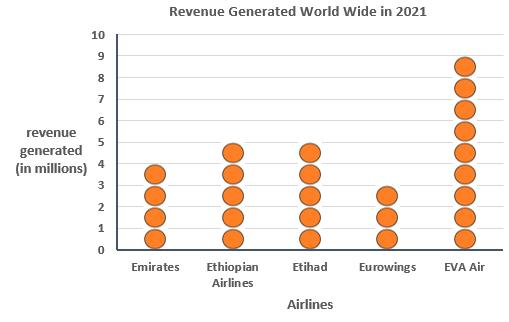 Revenue Generated World Wide in 2021
10
9
8
7
6
5
4
3
2
1
0
revenue
generated
(in millions)
Emirates
Ethiopian
Airlines
Etihad
Eurowings
EVA Air
Airlines